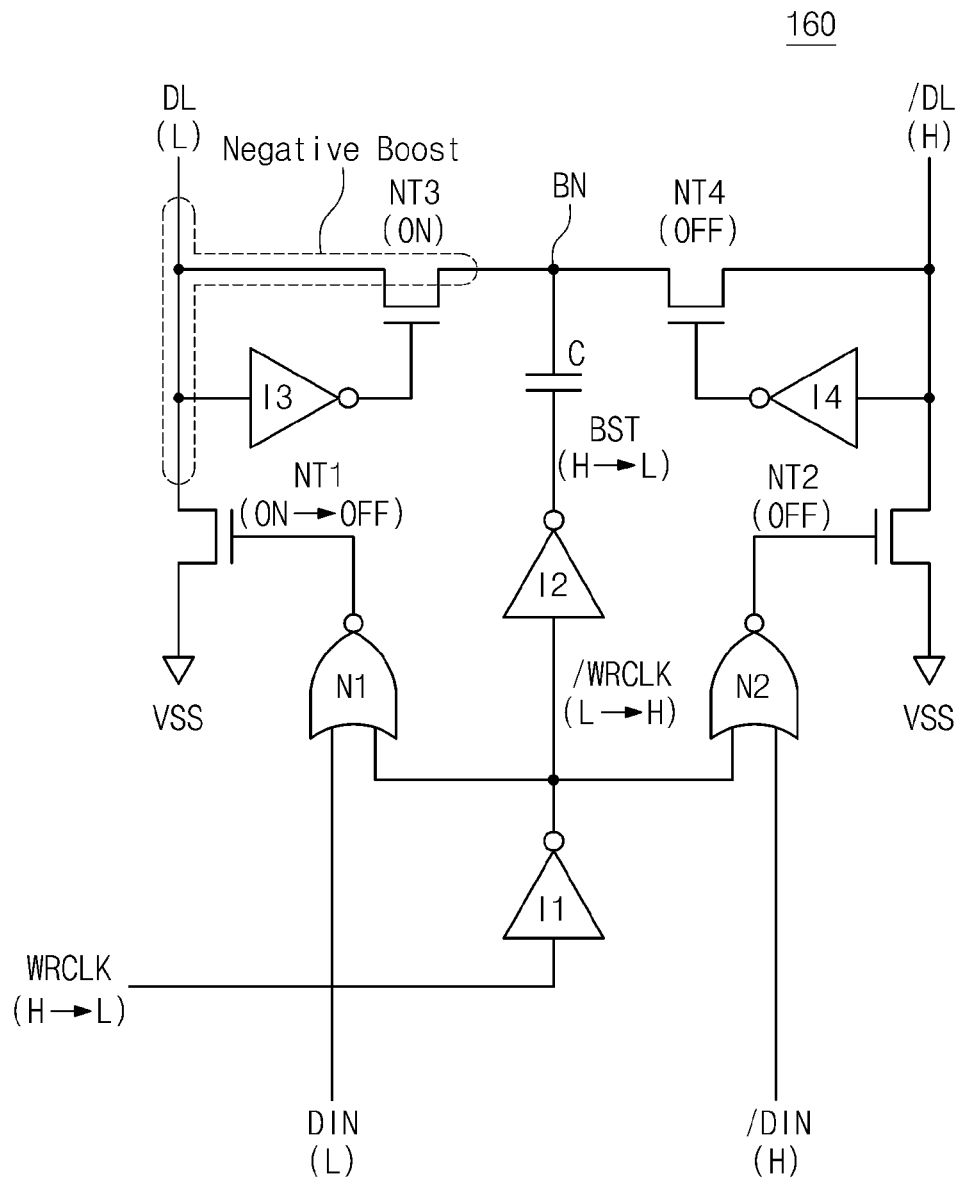 160
DL
(L)
/DL
(H)
Negative Boost
NT3
(ON)
BN
NT4
(OFF)
C
I3
I4
BST
(H→L)
NT1
(ON→OFF)
NT2
(OFF)
I2
N1
/WRCLK
(L→H)
N2
VSS
VSS
I1
WRCLK
(H→L)
DIN
(L)
/DIN
(H)